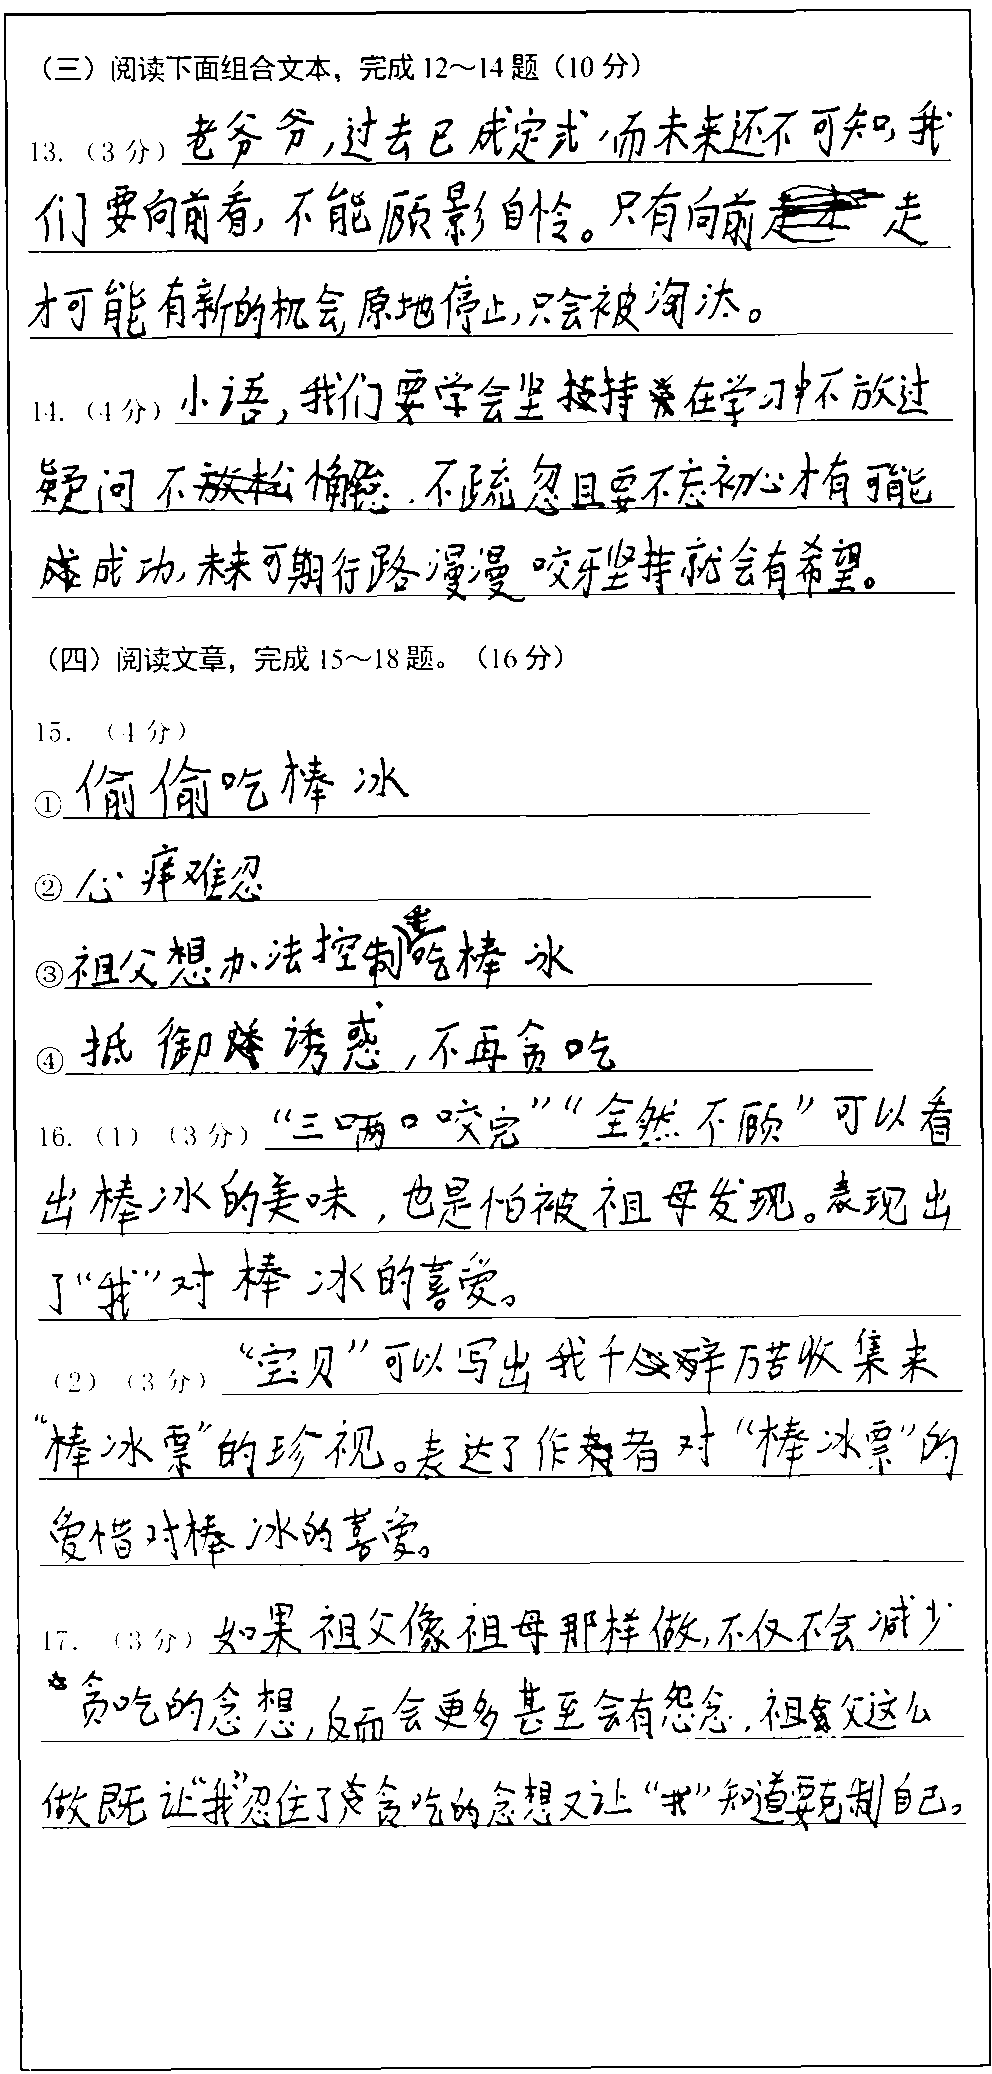 （三）阅读下面组合文本，完成12～14题（10分）
13.（3分）老爷爷，过去已成定式，而未来还不可知，我
们要向前看，不能顾影自怜。只有向前走
才可能有新的机会，原地停止，只会被淘汰。
14.（4分）小语，我们要学会坚持在学习中不放过
疑问 不懈怠．不疏忽且要不忘初心才有可能
成功，未来可期行路漫漫 咬牙坚持就会有希望。
（四）阅读文章，完成15～18题。（16分）
15.（4分）
①偷偷吃棒冰
②心痒难忍
③祖父想办法控制吃棒冰
④抵御诱惑，不再贪吃
16.（1）（3分）“三两口咬完”“全然不顾”可以看
出棒冰的美味，也是怕被祖母发现。表现出
了“我”对棒冰的喜爱。
（2）（3分）“宝贝”可以写出我千辛万苦收集来
“棒冰票”的珍视。表达了作者对“棒冰票”的
爱惜对棒冰的喜爱。
17.（3分）如果祖父像祖母那样做，不仅不会减少
贪吃的念想，反而会更多甚至会有怨念．祖父这么
做既让“我”忍住了贪吃的念想又让“我”知道要克制自己。